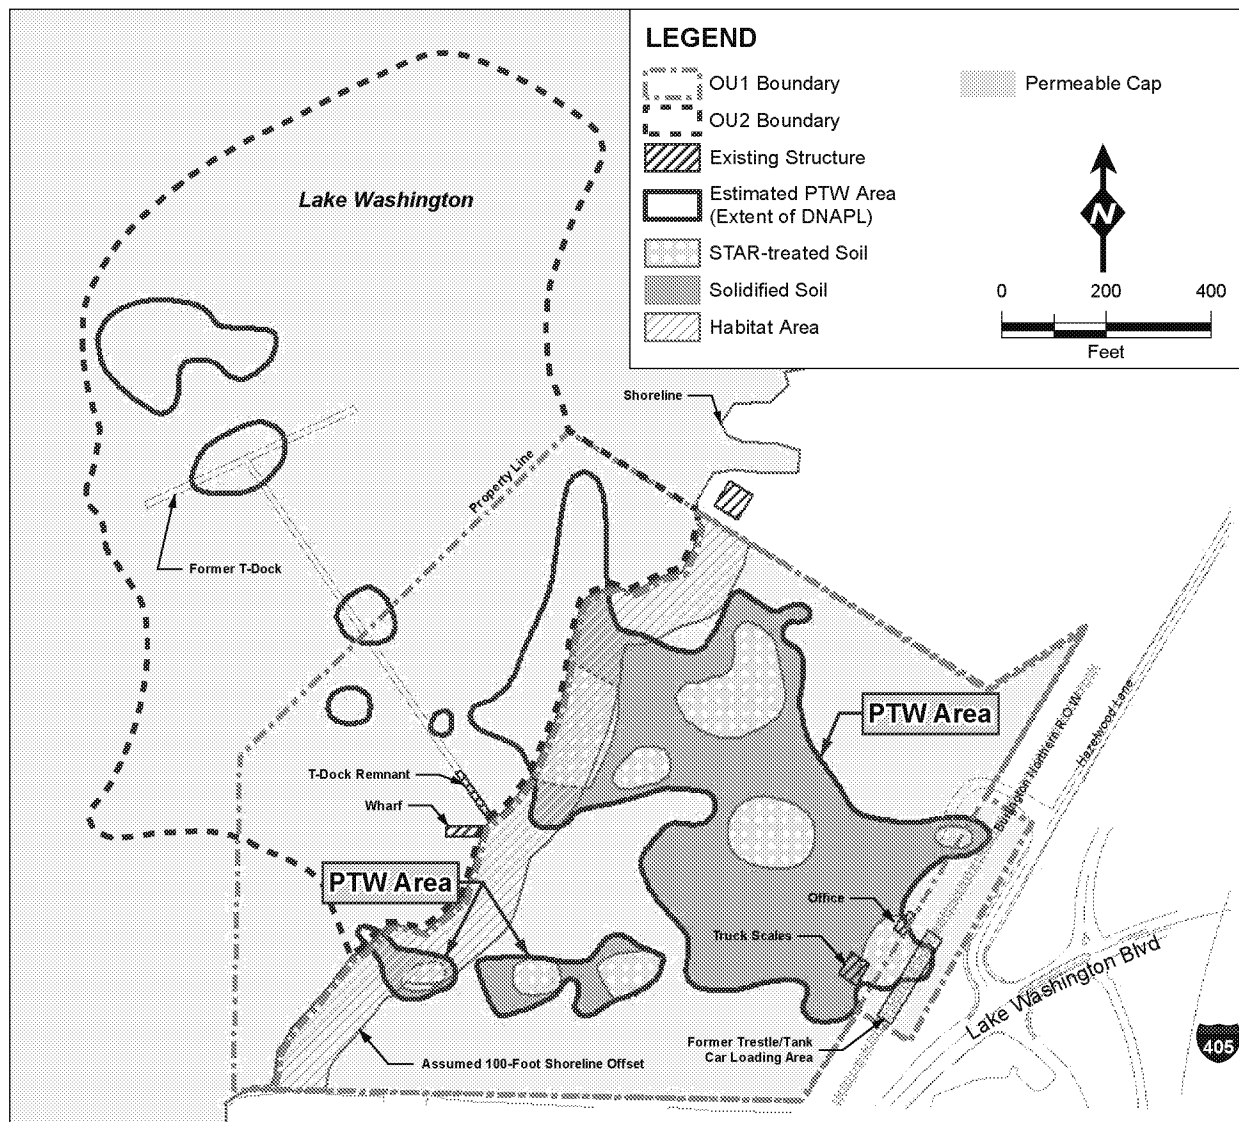 LEGEND
OU1 Boundary
OU2 Boundary
Existing Structure
Estimated PTW Area
(Extent of DNAPL)
STAR-treated Soil
Solidified Soil
Habitat Area
Permeable Cap
N
0 200 400
Feet
Lake Washington
Shoreline
Property Line
Former T-Dock
PTW Area
Burlington Northern R.O.W
Hazelwood Lane
T-Dock Remnant
Wharf
PTW Area
Office
Truck Scales
Lake Washington Blvd
Former Trestle/Tank
Car Loading Area
Assumed 100-Foot Shoreline Offset
405